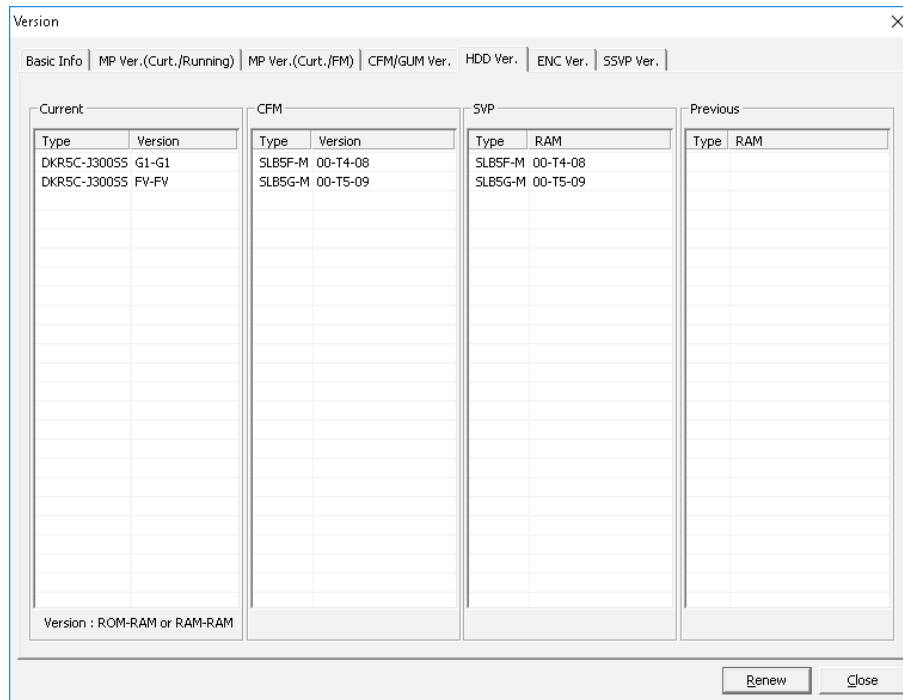 Version
Basic Info MP Ver.(Curt./Running) MP Ver.(Curt./FM) CFM/GUM Ver. HDD Ver. ENC Ver. SSVP Ver.
Current
Type Version
DKR5C-J300SS G1-G1
DKR5C-J300SS FV-FV
Version : ROM-RAM or RAM-RAM
CFM
Type Version
SLB5F-M 00-T4-08
SLB5G-M 00-T5-09
SVP
Type RAM
SLB5F-M 00-T4-08
SLB5G-M 00-T5-09
Previous
Type RAM
Renew Close